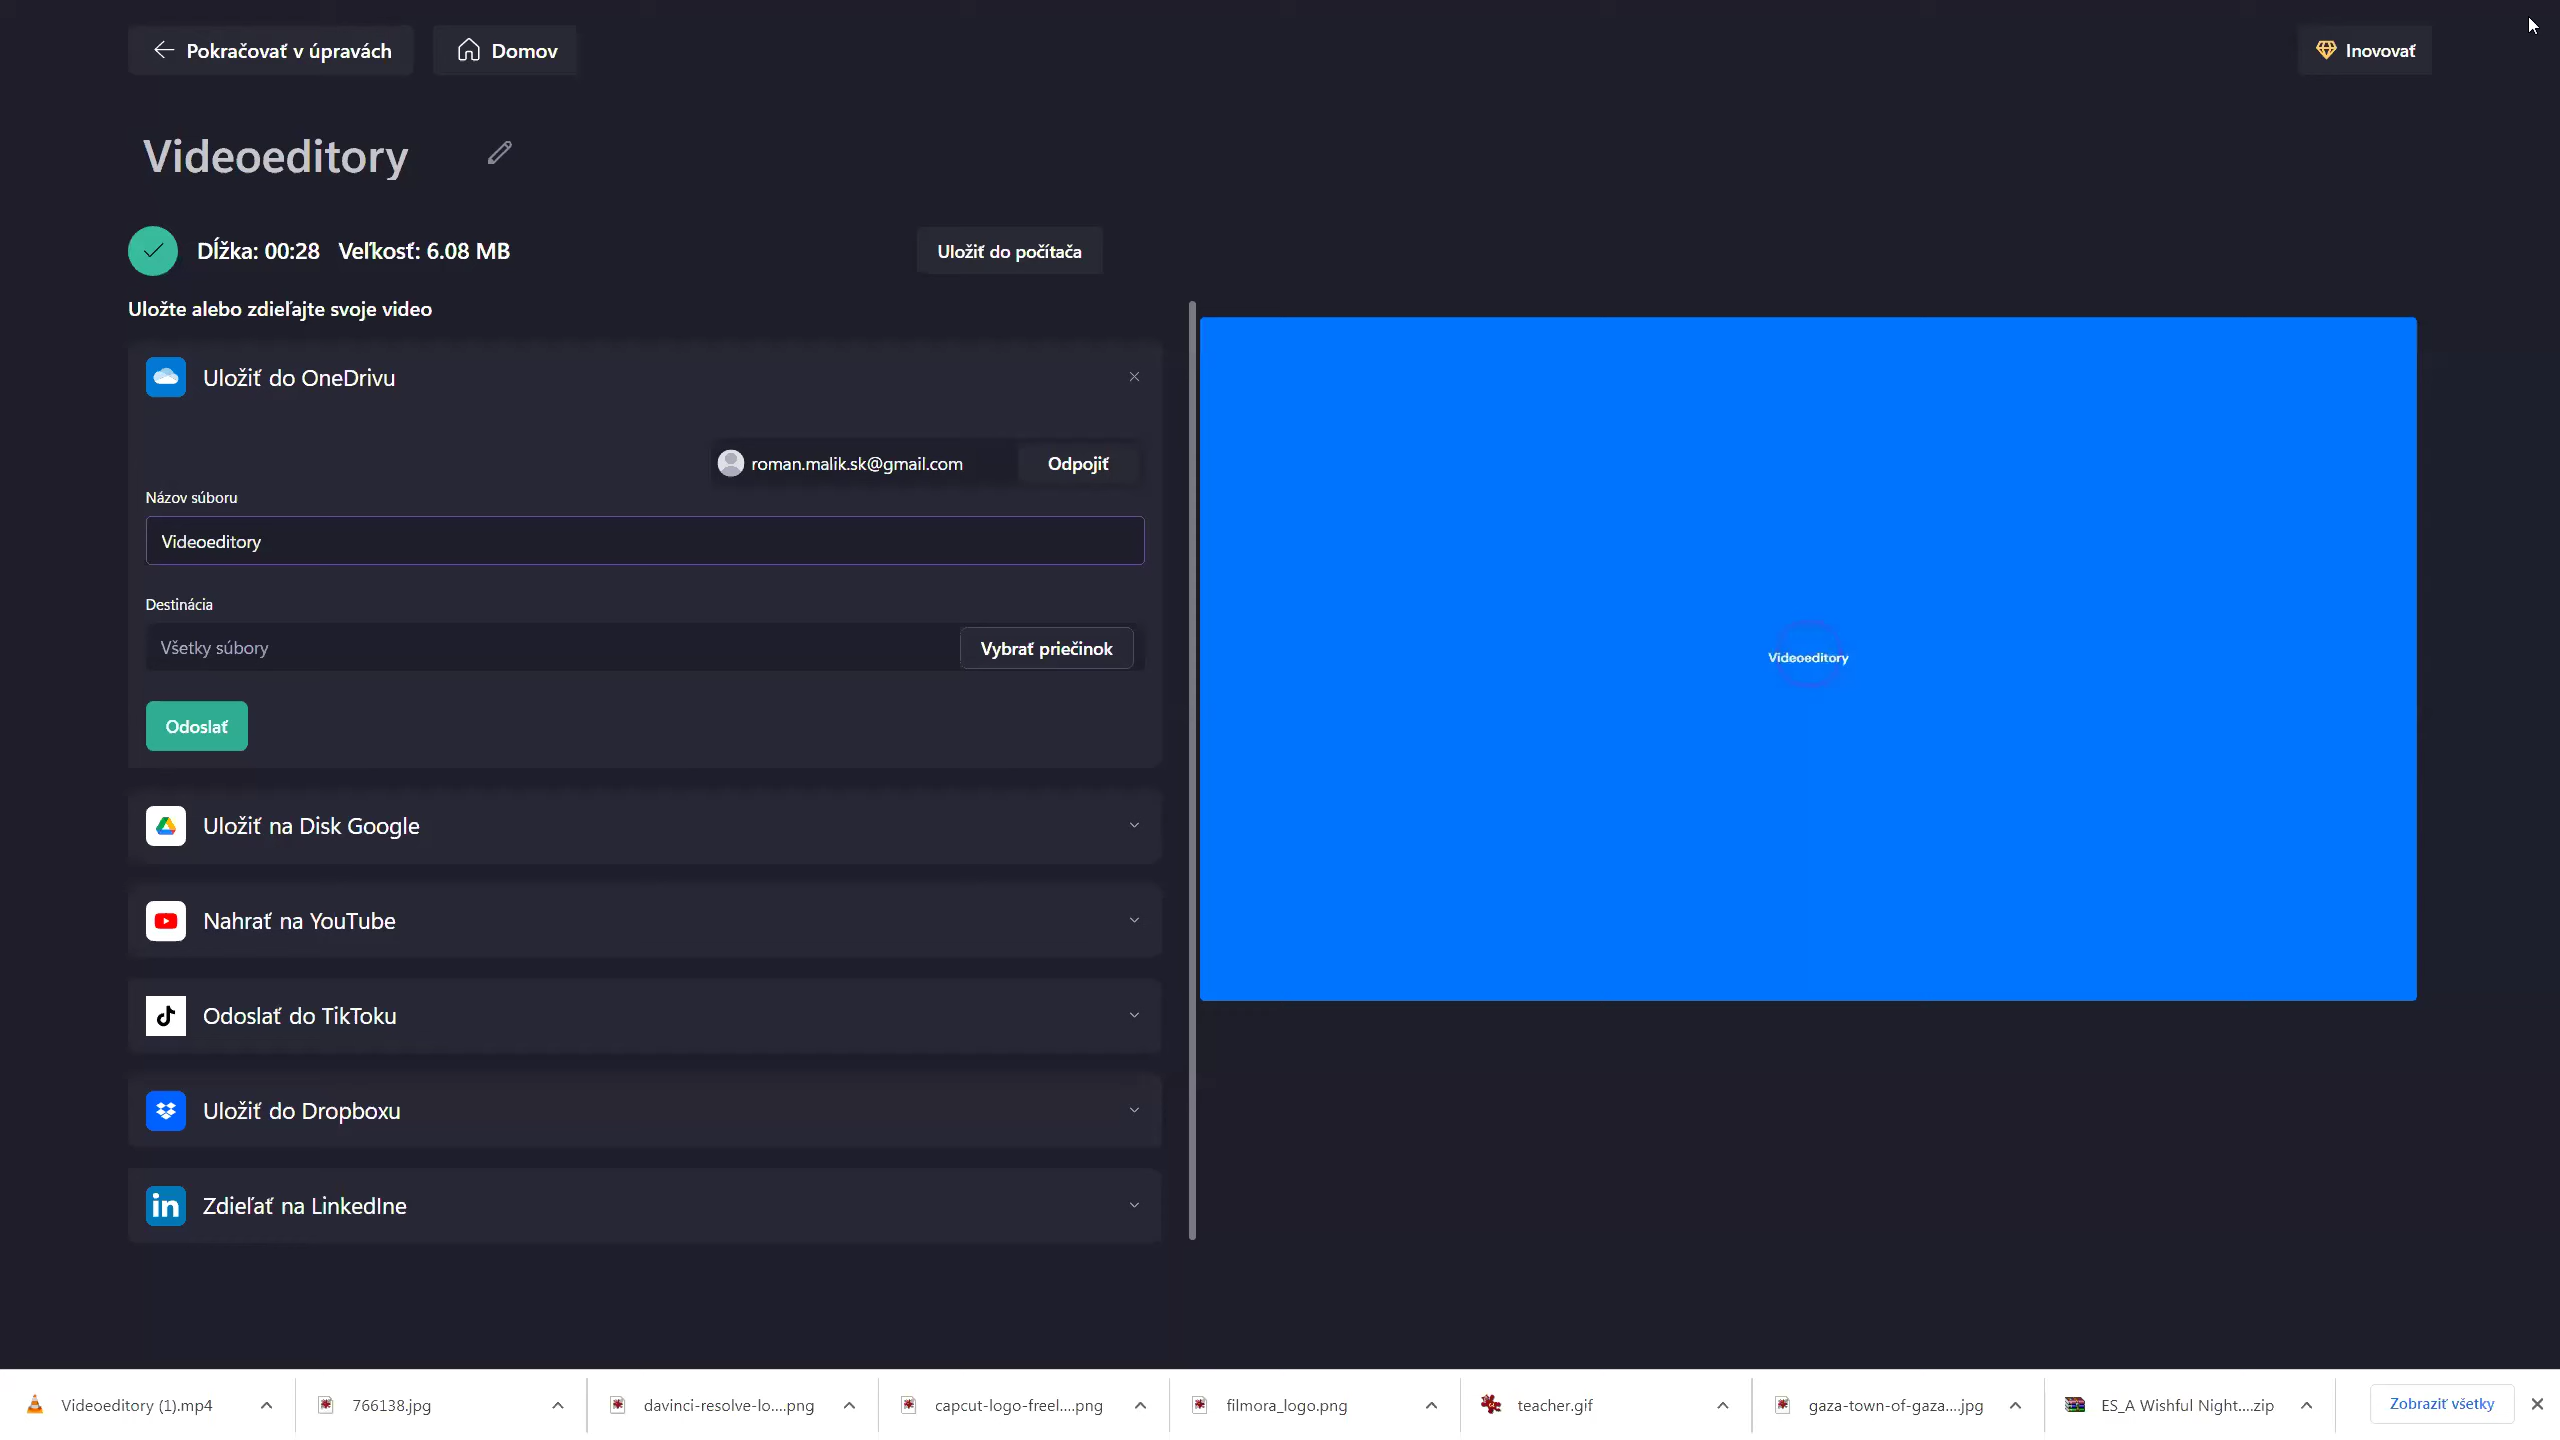 Pokračovať v úpravách
Domov
Inovovať
Videoeditory
Dĺžka: 00:28 Veľkosť: 6.08 MB
Uložiť do počítača
Uložte alebo zdieľajte svoje video
Uložiť do OneDrivu
roman.malik.sk@gmail.com
Odpojiť
Názov súboru
Videoeditory
Destinácia
Všetky súbory
Vybrať priečinok
Odoslať
Uložiť na Disk Google
Nahrať na YouTube
Odoslať do TikToku
Uložiť do Dropboxu
in Zdieľať na LinkedIne
Videoeditory
Videoeditory (1).mp4
766138.jpg
davinci-resolve-lo....png
capcut-logo-freel....png
filmora_logo.png
teacher.gif
gaza-town-of-gaza....jpg
ES_A Wishful Night....zip
Zobraziť všetky